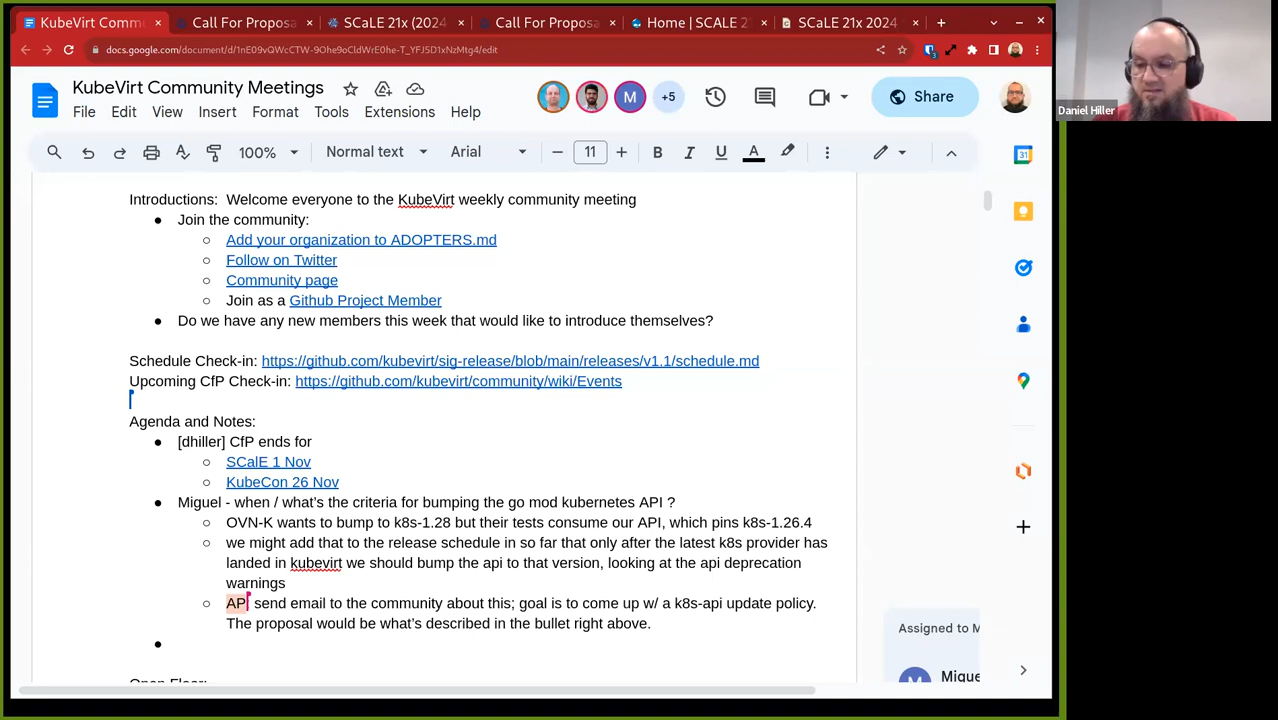 KubeVirt Comm
Call For Proposa
SCaLE 21x (2024
Call For Proposa
Home | SCALE 2
SCaLE 21x 2024
docs.google.com/document/d/1nE09vQWcCTW-9Ohe9oCldWrE0he-T_YFJ5D1xNzMtg4/edit
KubeVirt Community Meetings
M
+5
Share
File Edit View Insert Format Tools Extensions Help
100%
Normal text
Arial
11
B
I
U
A
Daniel Hiller
Introductions: Welcome everyone to the KubeVirt weekly community meeting
● Join the community:
○ Add your organization to ADOPTERS.md
○ Follow on Twitter
○ Community page
○ Join as a Github Project Member
● Do we have any new members this week that would like to introduce themselves?
Schedule Check-in: https://github.com/kubevirt/sig-release/blob/main/releases/v1.1/schedule.md
Upcoming CfP Check-in: https://github.com/kubevirt/community/wiki/Events
Agenda and Notes:
● [dhiller] CfP ends for
○ SCalE 1 Nov
○ KubeCon 26 Nov
● Miguel - when / what's the criteria for bumping the go mod kubernetes API ?
○ OVN-K wants to bump to k8s-1.28 but their tests consume our API, which pins k8s-1.26.4
○ we might add that to the release schedule in so far that only after the latest k8s provider has
landed in kubevirt we should bump the api to that version, looking at the api deprecation
warnings
○ AP send email to the community about this; goal is to come up w/ a k8s-api update policy.
The proposal would be what's described in the bullet right above.
●
Open Floor:
Assigned to M
M
Migue
31